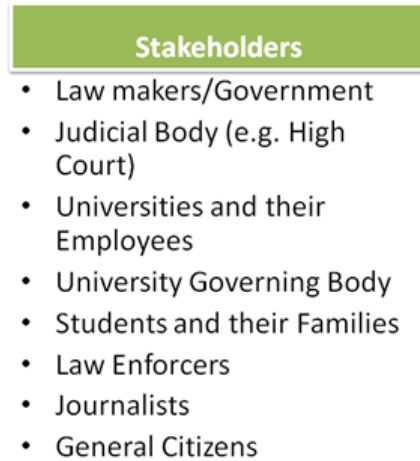 Stakeholders
• Law makers/Government
• Judicial Body (e.g. High
Court)
• Universities and their
Employees
• University Governing Body
• Students and their Families
• Law Enforcers
• Journalists
• General Citizens